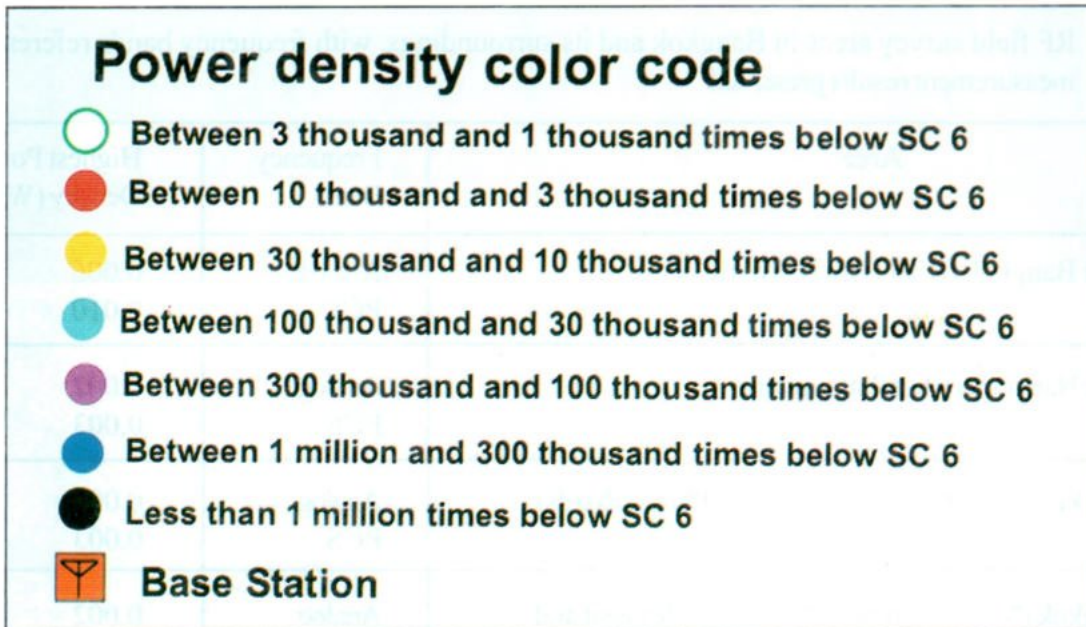 Power density color code
Between 3 thousand and 1 thousand times below SC 6
Between 10 thousand and 3 thousand times below SC 6
Between 30 thousand and 10 thousand times below SC 6
Between 100 thousand and 30 thousand times below SC 6
Between 300 thousand and 100 thousand times below SC 6
Between 1 million and 300 thousand times below SC 6
Less than 1 million times below SC 6
Base Station